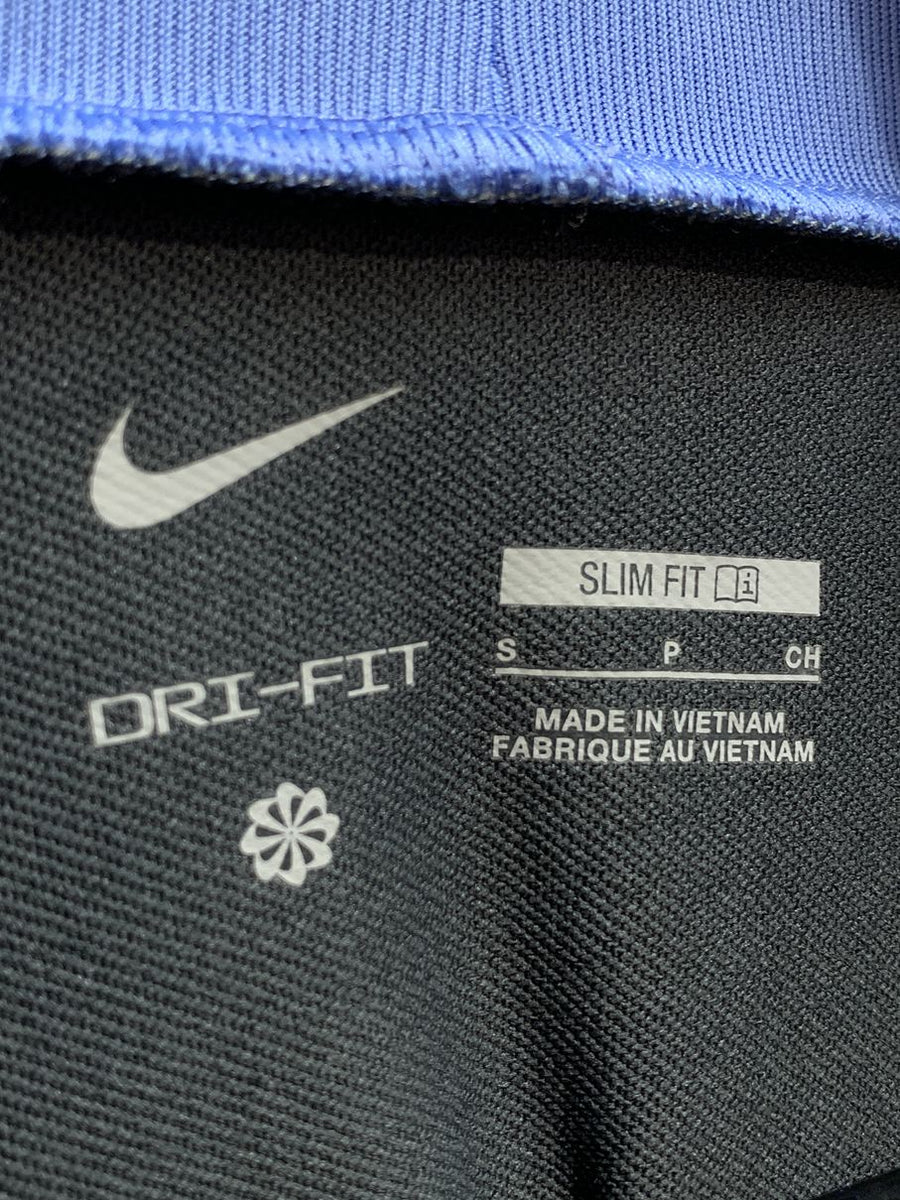 SLIM FIT
S P CH
DRI-FIT
MADE IN VIETNAM
FABRIQUE AU VIETNAM